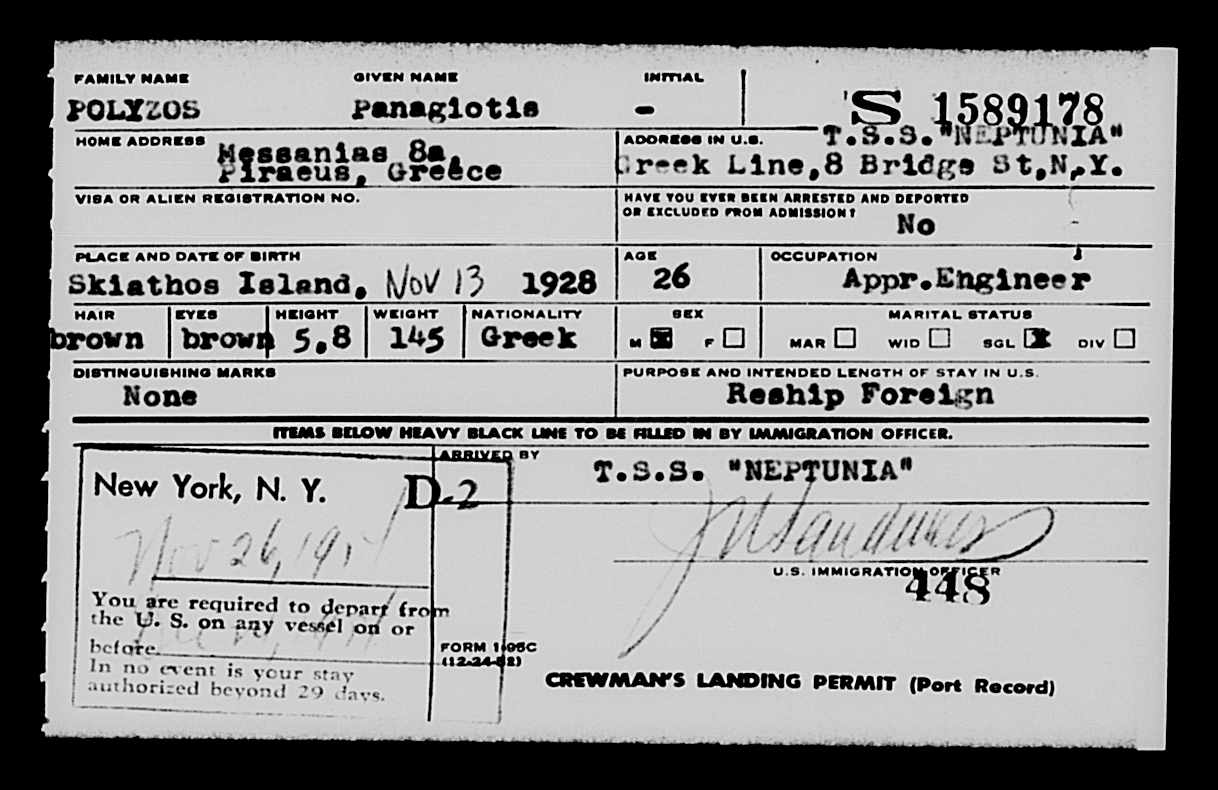 FAMILY NAME GIVEN NAME INITIAL
POLYZOS Panagiotis - S 1589178
HOME ADDRESS Messanias 8a, ADDRESS IN U.S. T.S.S."NEPTUNIA"
Piraeus, Greece Greek Line,8 Bridge St,N,Y.
VISA OR ALIEN REGISTRATION NO. HAVE YOU EVER BEEN ARRESTED AND DEPORTED
OR EXCLUDED FROM ADMISSION? No
PLACE AND DATE OF BIRTH AGE OCCUPATION
Skiathos Island, Nov 13 1928 26 Appr.Engineer
HAIR EYES HEIGHT WEIGHT NATIONALITY SEX MARITAL STATUS
brown brown 5,8 145 Greek M F MAR WID SGL DIV
DISTINGUISHING MARKS PURPOSE AND INTENDED LENGTH OF STAY IN U.S.
None Reship Foreign
ITEMS BELOW HEAVY BLACK LINE TO BE FILLED IN BY IMMIGRATION OFFICER.
ARRIVED BY T.S.S. "NEPTUNIA"
New York, N. Y. D-2
Nov 26, 
U.S. IMMIGRATION OFFICER
448
You are required to depart from
the U. S. on any vessel on or
before
In no event is your stay
authorized beyond 29 days.
FORM I-95C
(12-24-52)
CREWMAN'S LANDING PERMIT (Port Record)